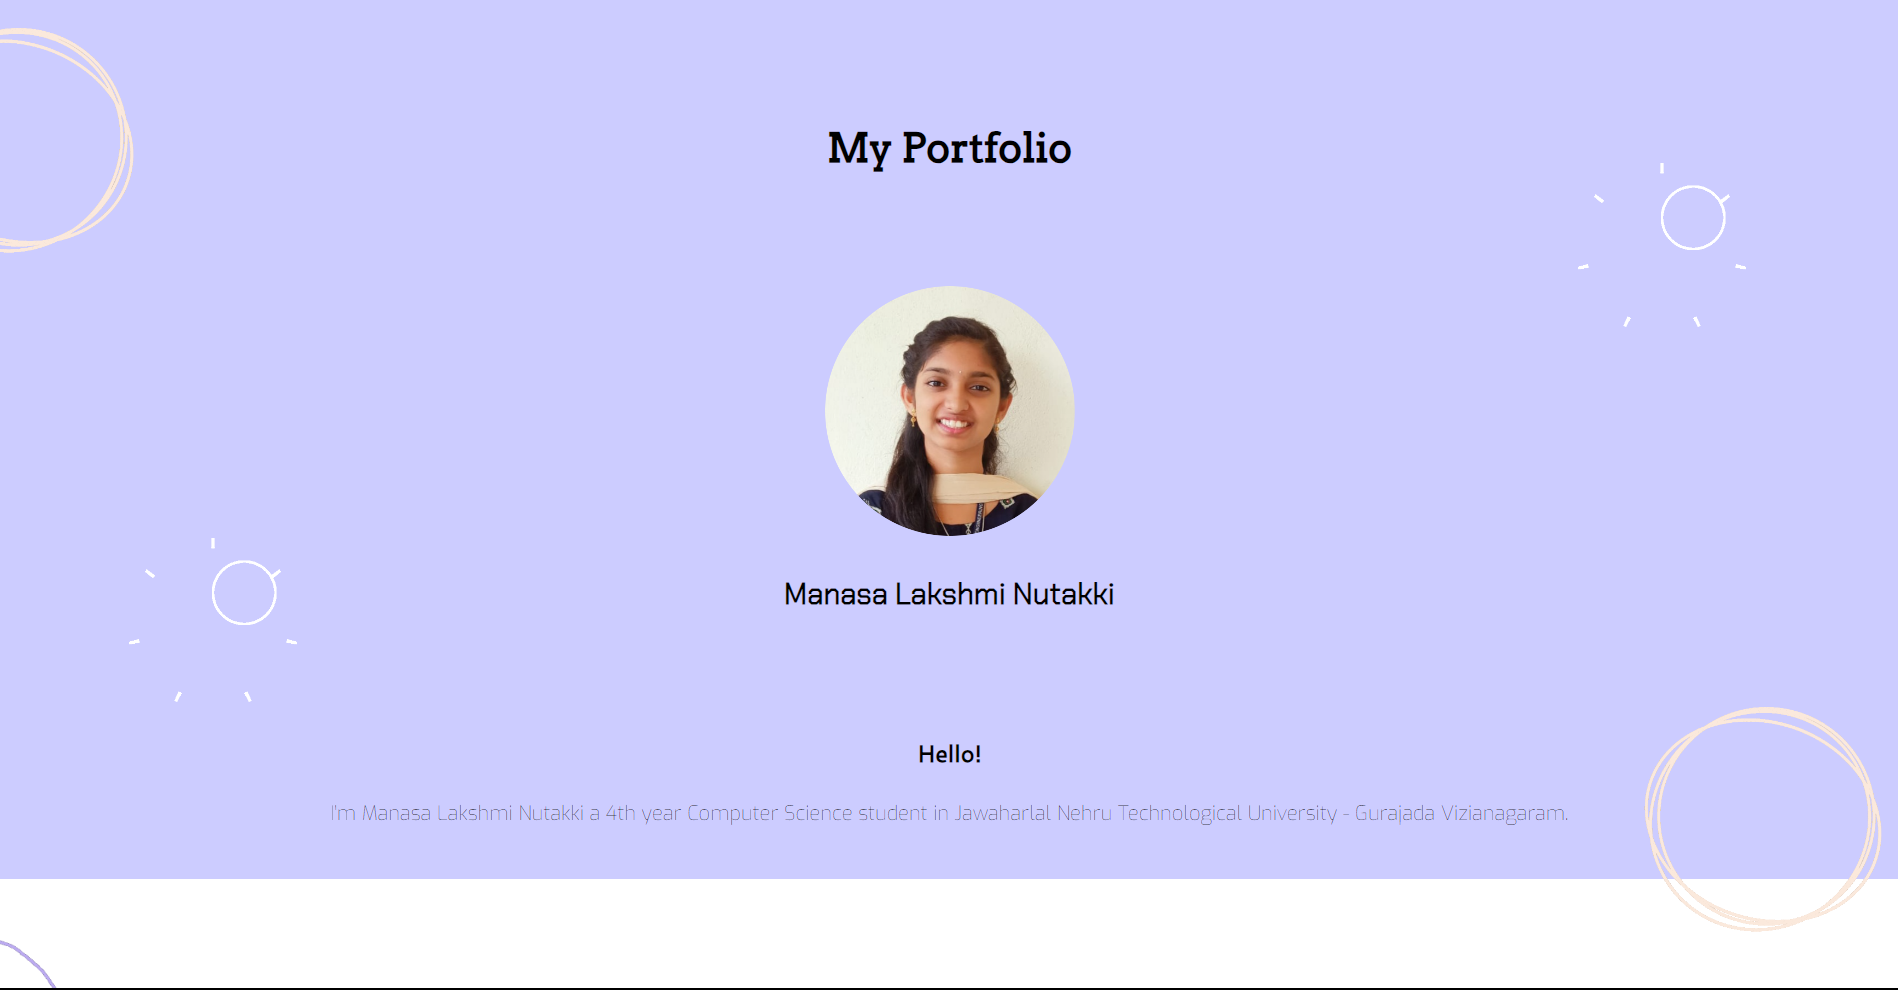 My Portfolio
Manasa Lakshmi Nutakki
Hello!
I'm Manasa Lakshmi Nutakki a 4th year Computer Science student in Jawaharlal Nehru Technological University - Gurajada Vizianagaram.